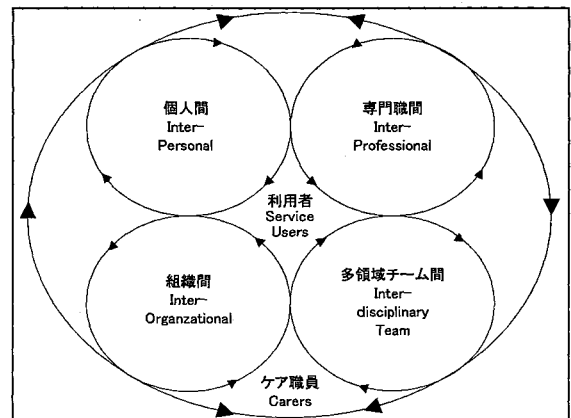 個人間
Inter-
Personal
専門職間
Inter-
Professional
利用者
Service
Users
組織間
Inter-
Organzational
多領域チーム間
Inter-
disciplinary
Team
ケア職員
Carers